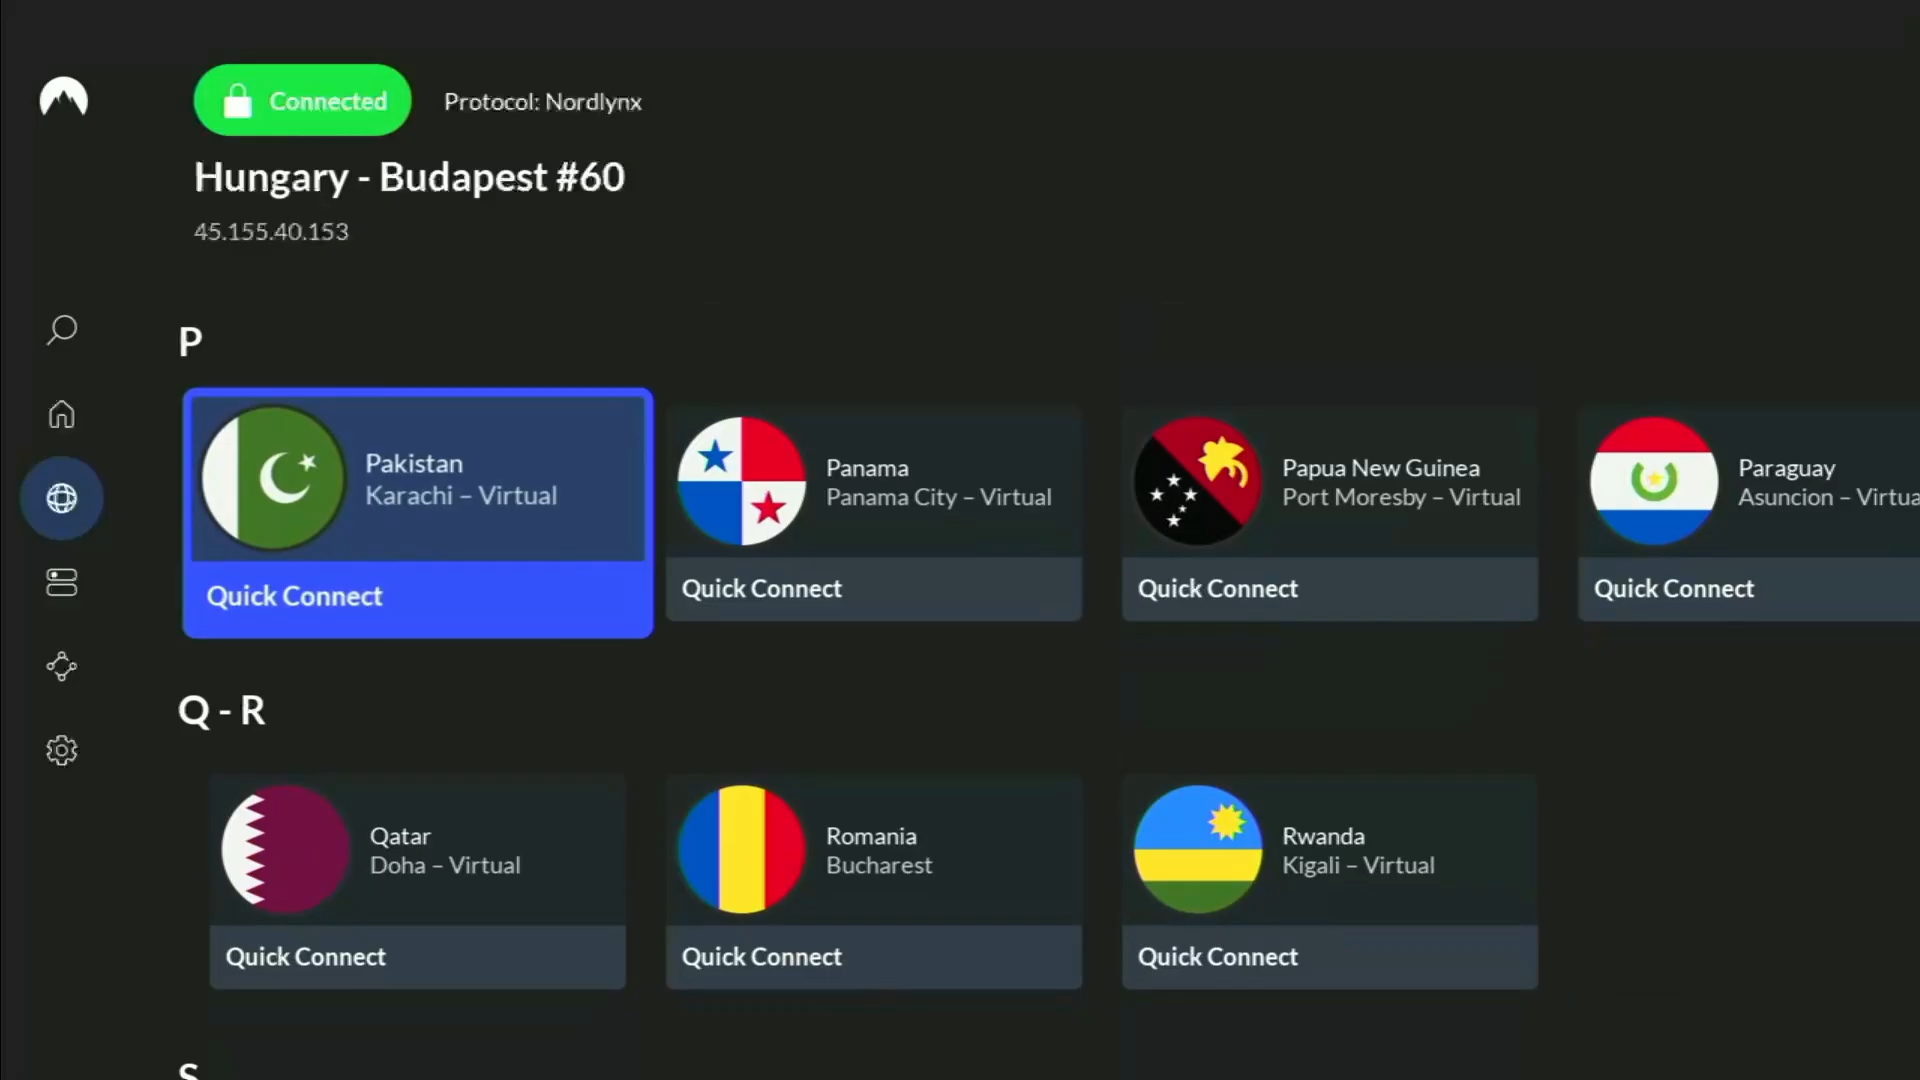 Connected
Protocol: Nordlynx
Hungary - Budapest #60
45.155.40.153
P
Pakistan
Karachi – Virtual
Quick Connect
Panama
Panama City – Virtual
Quick Connect
Papua New Guinea
Port Moresby – Virtual
Quick Connect
Paraguay
Asuncion – Virtua
Quick Connect
Q - R
Qatar
Doha – Virtual
Quick Connect
Romania
Bucharest
Quick Connect
Rwanda
Kigali – Virtual
Quick Connect
S